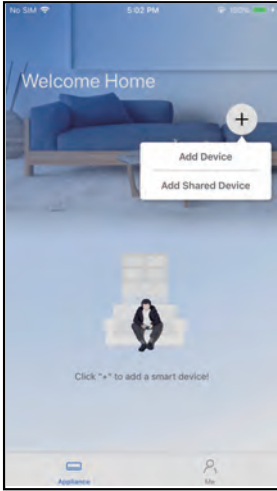 No SIM 5:02 PM 100%
Welcome Home
+
Add Device
Add Shared Device
Click "+" to add a smart device!
Appliance Me